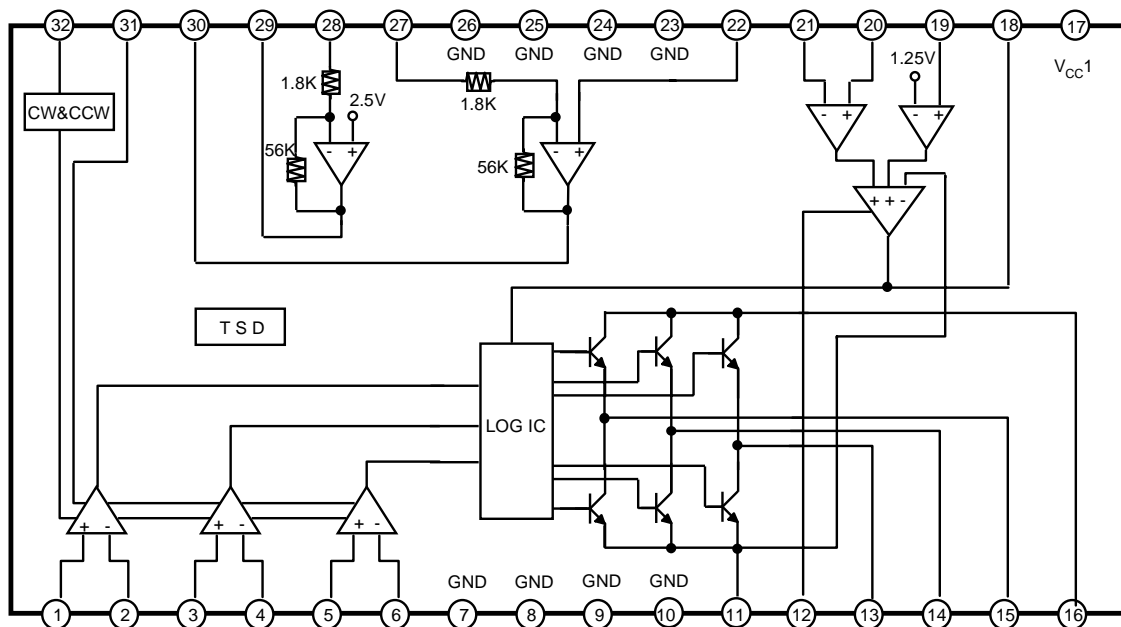 32 31 30 29 28 27 26 25 24 23 22 21 20 19 18 17
GND GND GND GND 1.25V VCC1
CW&CCW
1.8K 2.5V 1.8K
- + - +
56K - + 56K - +
+ + -
T S D
LOG IC
+ - + - + -
GND GND GND GND
1 2 3 4 5 6 7 8 9 10 11 12 13 14 15 16